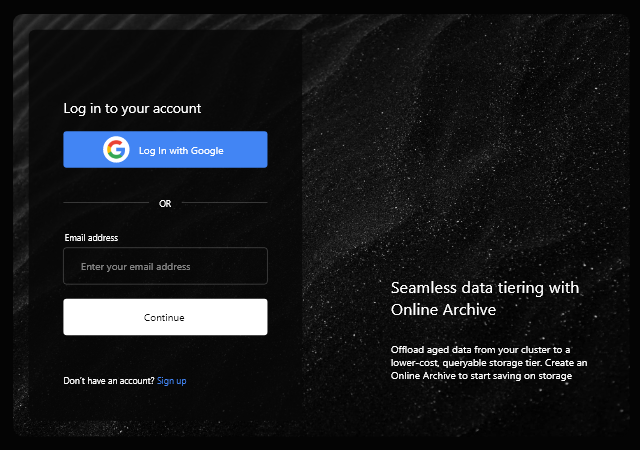 Log in to your account
Log In with Google
OR
Email address
Enter your email address
Continue
Don't have an account? Sign up
Seamless data tiering with
Online Archive
Offload aged data from your cluster to a
lower-cost, queryable storage tier. Create an
Online Archive to start saving on storage